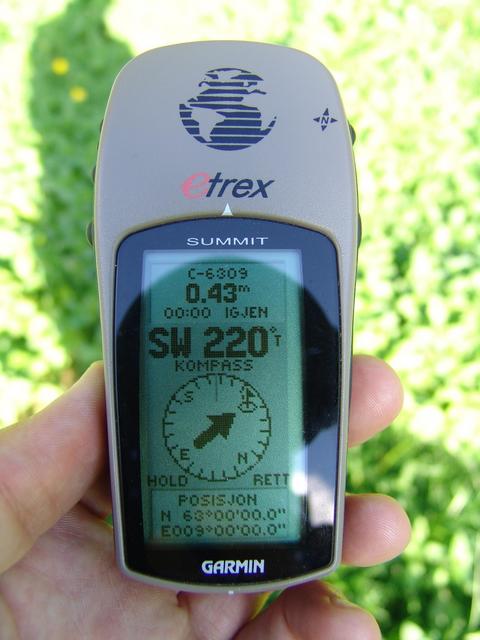 N
etrex
SUMMIT
C-6309
0.43m
00:00 IGJEN
SW 220°T
KOMPASS
S
E N
HOLD RETT
POSISJON
N 63°00'00.0"
E009°00'00.0"
GARMIN